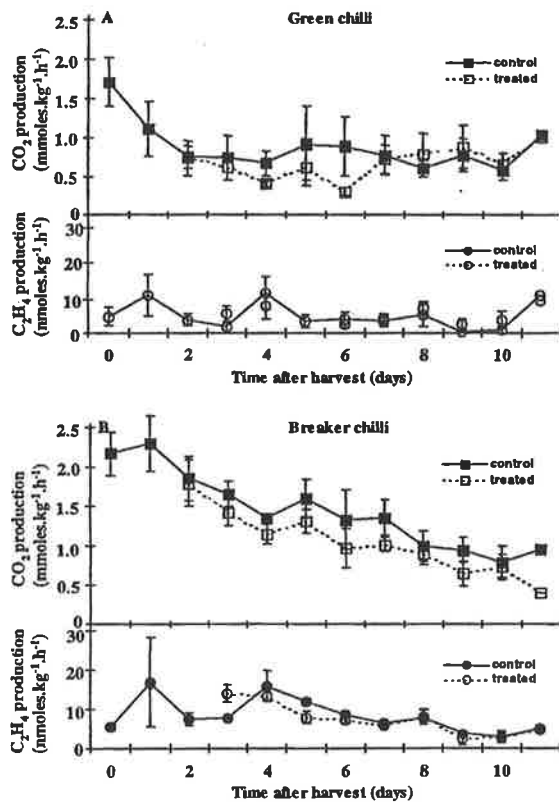 A Green chilli
control
treated
CO₂ production
(mmoles.kg⁻¹.h⁻¹)
2.5
2.0
1.5
1.0
0.5
0
control
treated
C₂H₄ production
(nmoles.kg⁻¹.h⁻¹)
30
20
10
0
0 2 4 6 8 10
Time after harvest (days)
B Breaker chilli
control
treated
CO₂ production
(mmoles.kg⁻¹.h⁻¹)
2.5
2.0
1.5
1.0
0.5
0
control
treated
C₂H₄ production
(nmoles.kg⁻¹.h⁻¹)
30
20
10
0
0 2 4 6 8 10
Time after harvest (days)